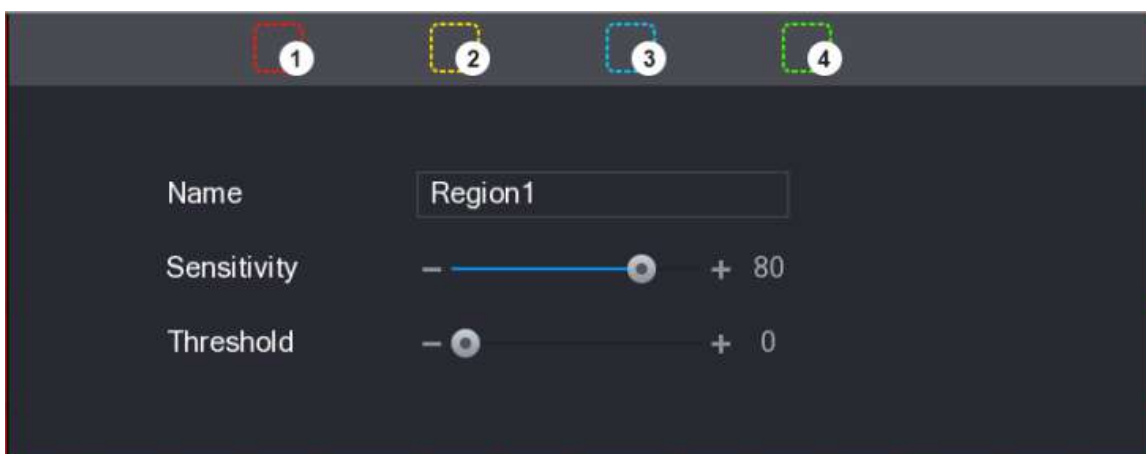 1 2 3 4
Name Region1
Sensitivity − + 80
Threshold − + 0